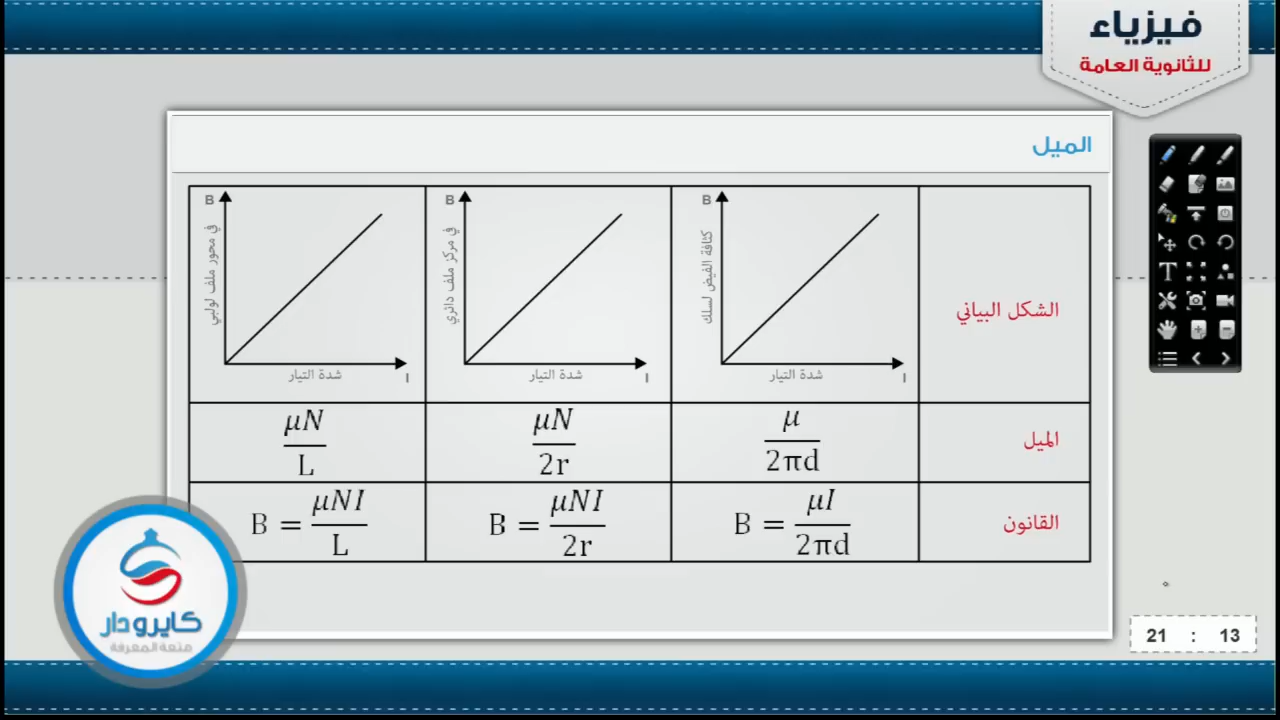 فيزياء
للثانوية العامة
الميل
الشكل البياني
B
كثافة الفيض لسلك
شدة التيار
I
B
في مركز ملف دائري
شدة التيار
I
B
في محور ملف لولبي
شدة التيار
I
الميل
μ
2πd
μN
2r
μN
L
القانون
B = μI
2πd
B = μNI
2r
B = μNI
L
كايرودار
متعة المعرفة
21 : 13